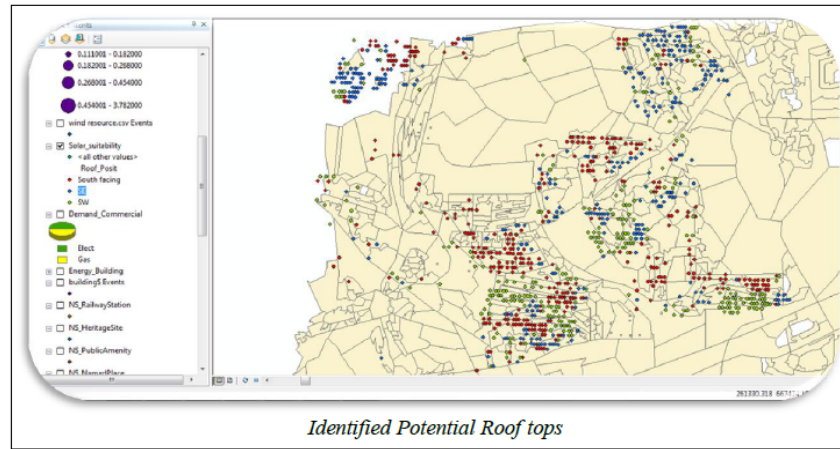 0.111001 - 0.182000
0.182001 - 0.268000
0.268001 - 0.454000
0.454001 - 3.782000
wind resource.csv Events
Solar_suitability
<all other values>
Roof_Posit
South facing
SE
SW
Demand_Commercial
Elect
Gas
Energy_Building
building$ Events
NS_RailwayStation
NS_HeritageSite
NS_PublicAmenity
NS_NamedPlace
Identified Potential Roof tops